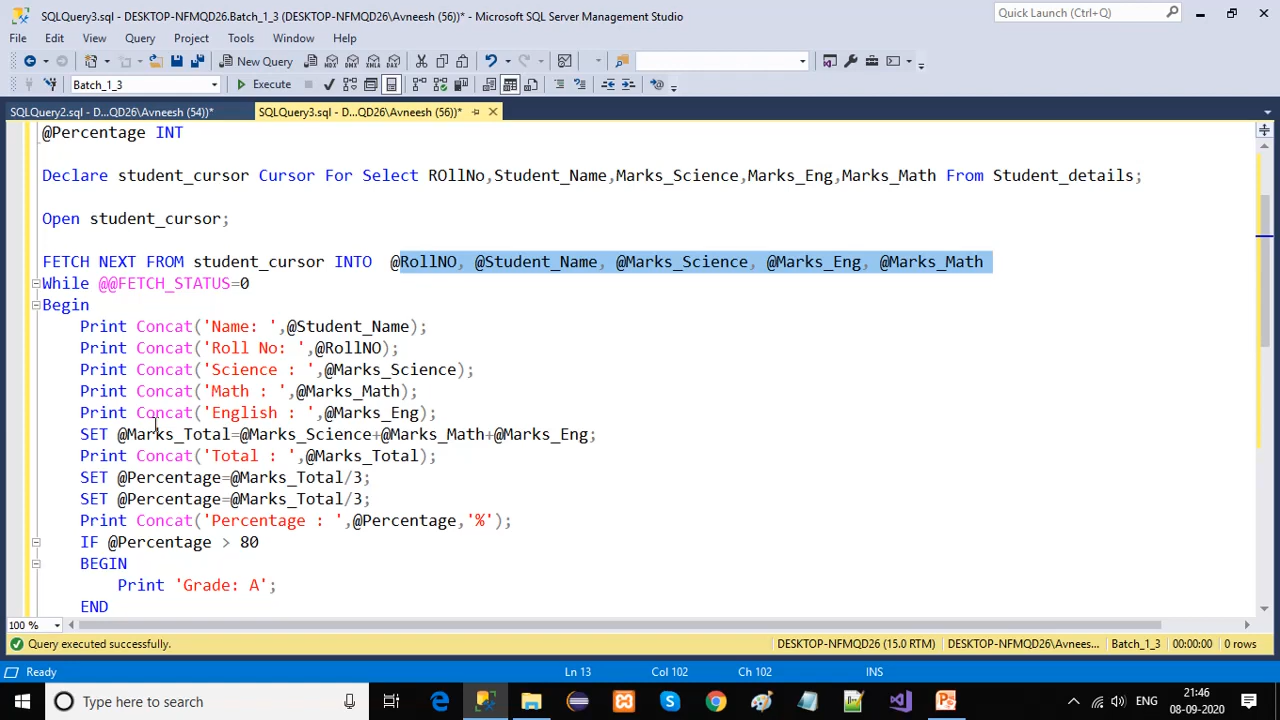 SQLQuery3.sql - DESKTOP-NFMQD26.Batch_1_3 (DESKTOP-NFMQD26\Avneesh (56))* - Microsoft SQL Server Management Studio
Quick Launch (Ctrl+Q)
File Edit View Query Project Tools Window Help
New Query
Batch_1_3 Execute
SQLQuery2.sql - D...QD26\Avneesh (54))* SQLQuery3.sql - D...QD26\Avneesh (56))*
@Percentage INT
Declare student_cursor Cursor For Select ROllNo,Student_Name,Marks_Science,Marks_Eng,Marks_Math From Student_details;
Open student_cursor;
FETCH NEXT FROM student_cursor INTO @RollNO, @Student_Name, @Marks_Science, @Marks_Eng, @Marks_Math
While @@FETCH_STATUS=0
Begin
Print Concat('Name: ',@Student_Name);
Print Concat('Roll No: ',@RollNO);
Print Concat('Science : ',@Marks_Science);
Print Concat('Math : ',@Marks_Math);
Print Concat('English : ',@Marks_Eng);
SET @Marks_Total=@Marks_Science+@Marks_Math+@Marks_Eng;
Print Concat('Total : ',@Marks_Total);
SET @Percentage=@Marks_Total/3;
SET @Percentage=@Marks_Total/3;
Print Concat('Percentage : ',@Percentage,'%');
IF @Percentage > 80
BEGIN
Print 'Grade: A';
END
100 %
Query executed successfully. DESKTOP-NFMQD26 (15.0 RTM) DESKTOP-NFMQD26\Avnees... Batch_1_3 00:00:00 0 rows
Ready Ln 13 Col 102 Ch 102 INS
Type here to search
ENG
21:46
08-09-2020